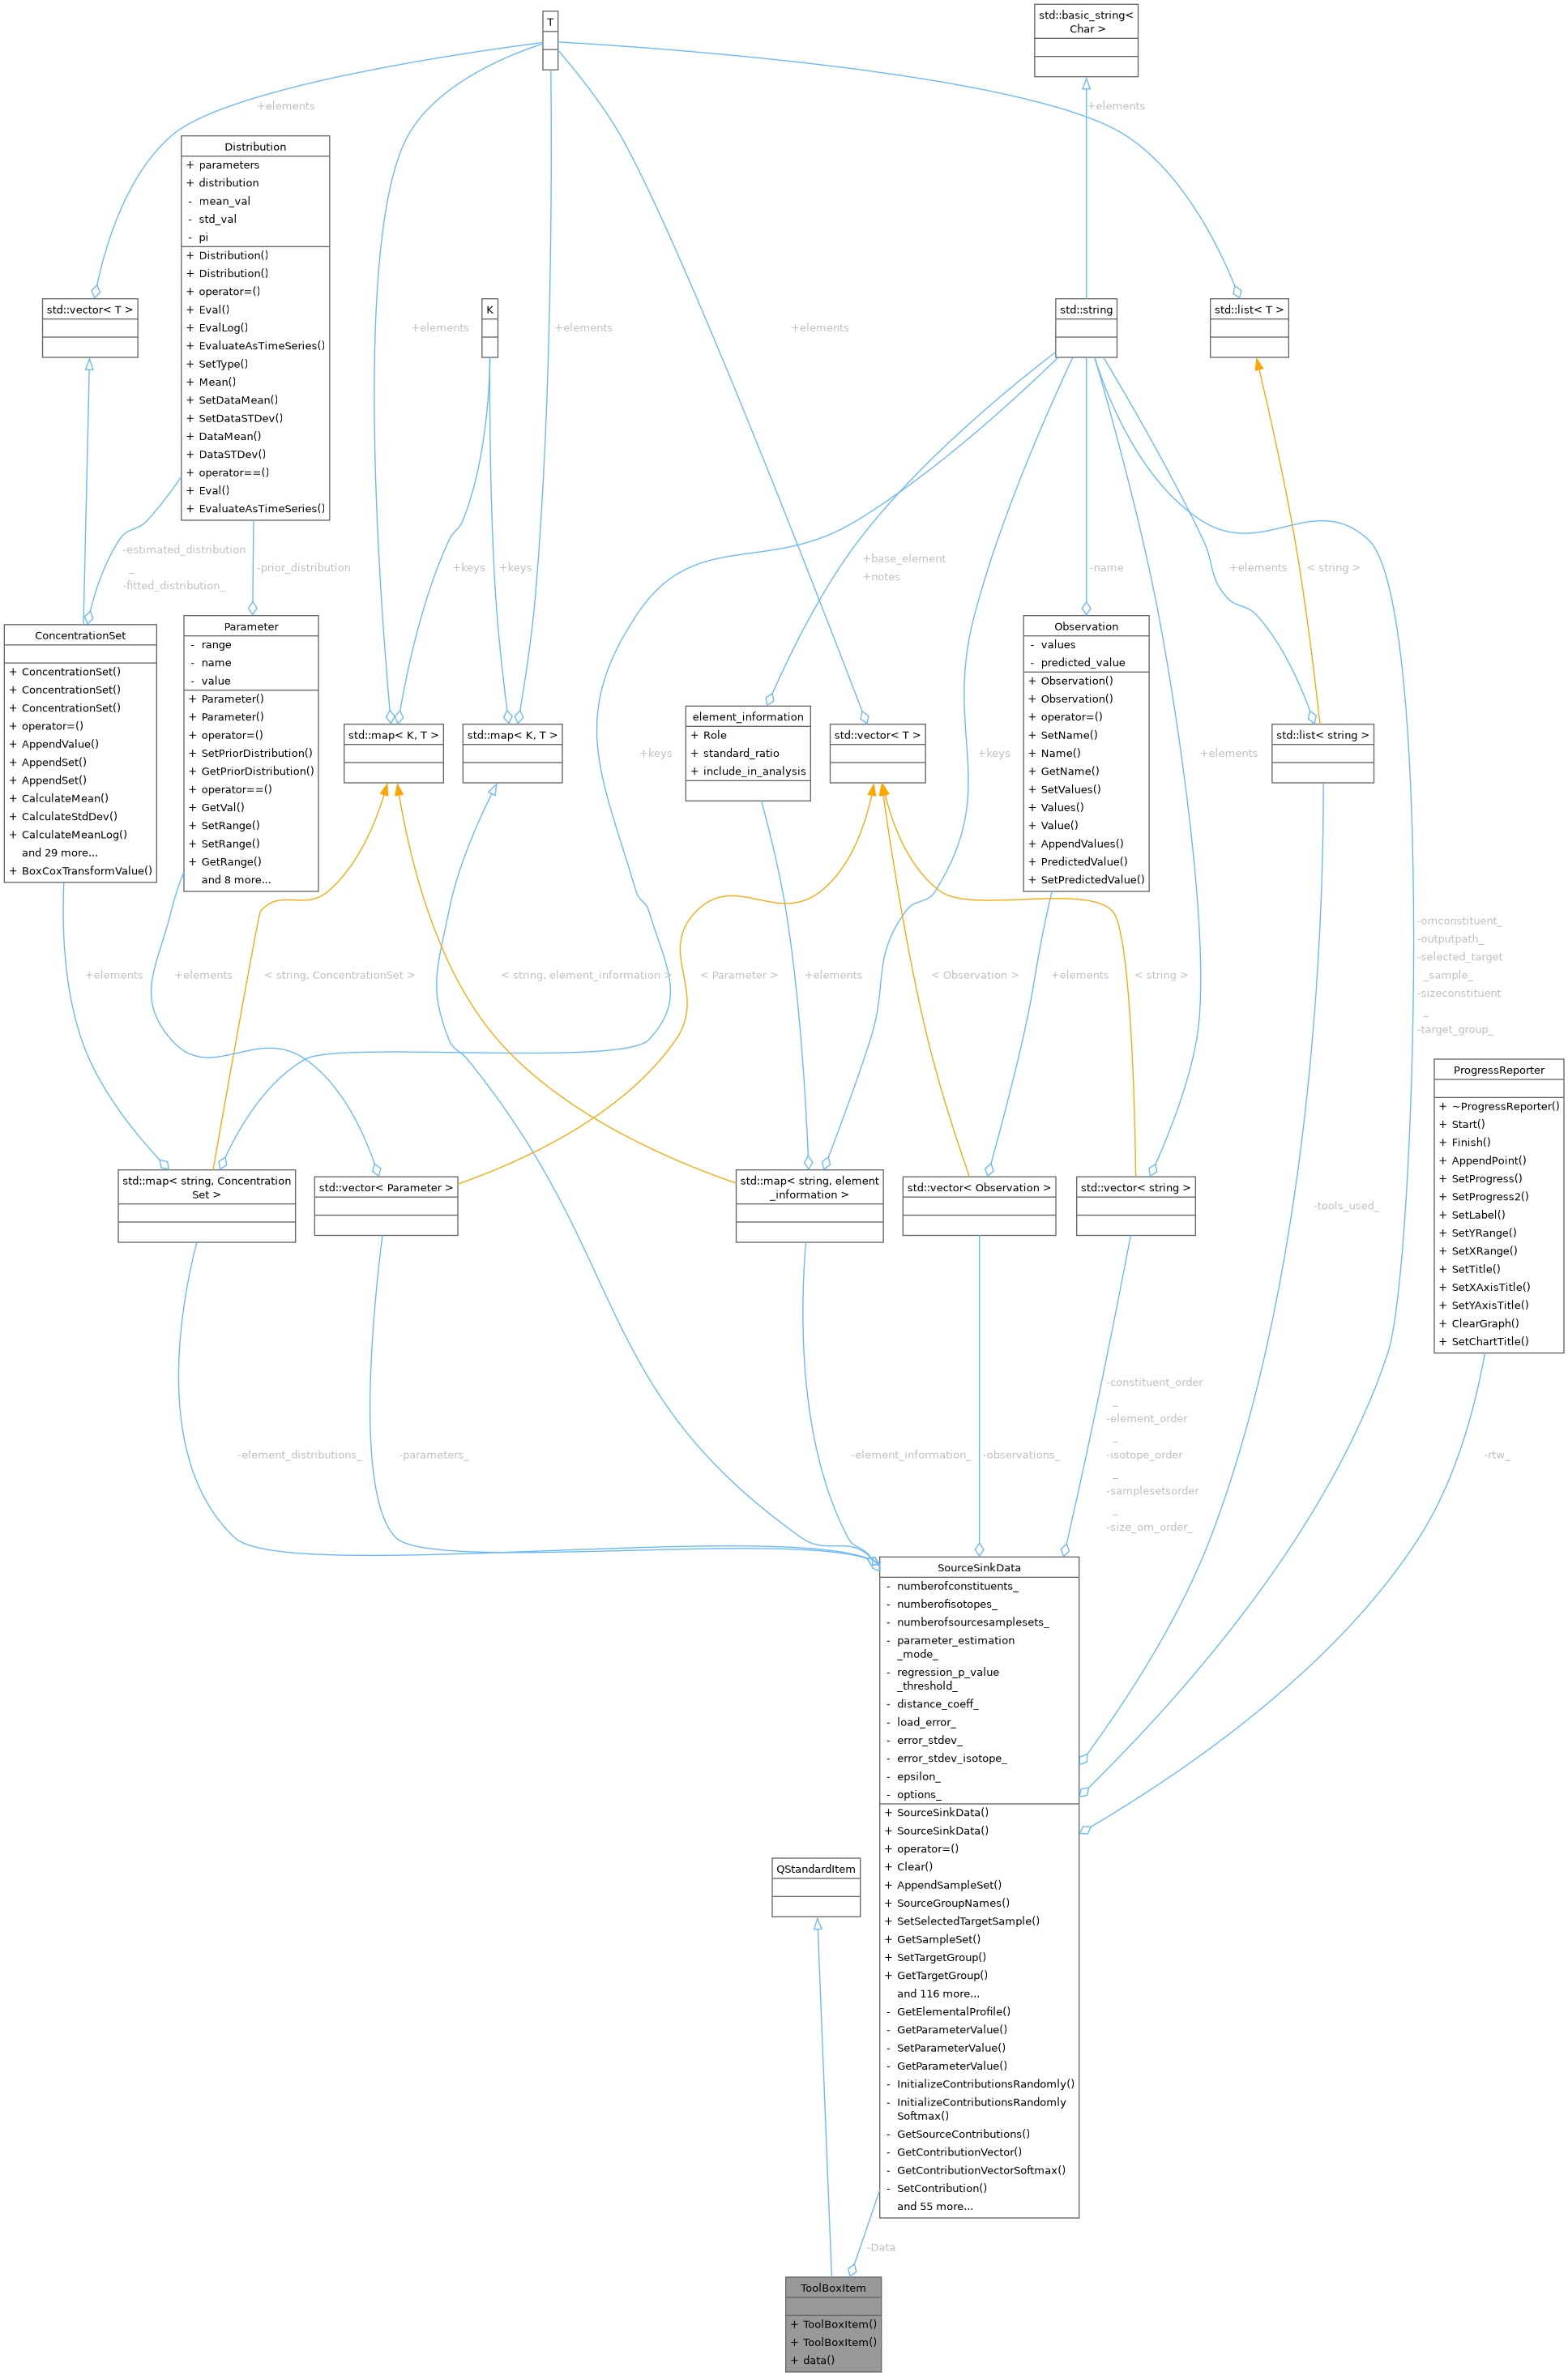 T
std::basic_string<
Char >
+elements
+elements
Distribution
+ parameters
+ distribution
- mean_val
- std_val
- pi
+ Distribution()
+ Distribution()
+ operator=()
+ Eval()
+ EvalLog()
+ EvaluateAsTimeSeries()
+ SetType()
+ Mean()
+ SetDataMean()
+ SetDataSTDev()
+ DataMean()
+ DataSTDev()
+ operator==()
+ Eval()
+ EvaluateAsTimeSeries()
std::vector< T >
K
std::string
std::list< T >
+elements
+elements
+elements
-estimated_distribution
_
-fitted_distribution_
-prior_distribution
+keys
+keys
+base_element
+notes
-name
+elements
< string >
ConcentrationSet
+ ConcentrationSet()
+ ConcentrationSet()
+ ConcentrationSet()
+ operator=()
+ AppendValue()
+ AppendSet()
+ AppendSet()
+ CalculateMean()
+ CalculateStdDev()
+ CalculateMeanLog()
and 29 more...
+ BoxCoxTransformValue()
Parameter
- range
- name
- value
+ Parameter()
+ Parameter()
+ operator=()
+ SetPriorDistribution()
+ GetPriorDistribution()
+ operator==()
+ GetVal()
+ SetRange()
+ SetRange()
+ GetRange()
and 8 more...
std::map< K, T >
std::map< K, T >
+keys
element_information
+ Role
+ standard_ratio
+ include_in_analysis
std::vector< T >
+keys
Observation
- values
- predicted_value
+ Observation()
+ Observation()
+ operator=()
+ SetName()
+ Name()
+ GetName()
+ SetValues()
+ Values()
+ Value()
+ AppendValues()
+ PredictedValue()
+ SetPredictedValue()
+elements
std::list< string >
-omconstituent_
-outputpath_
-selected_target
_sample_
-sizeconstituent
_
-target_group_
+elements
+elements
< string, ConcentrationSet >
< string, element_information >
< Parameter >
+elements
< Observation >
+elements
< string >
ProgressReporter
+ ~ProgressReporter()
+ Start()
+ Finish()
+ AppendPoint()
+ SetProgress()
+ SetProgress2()
+ SetLabel()
+ SetYRange()
+ SetXRange()
+ SetTitle()
+ SetXAxisTitle()
+ SetYAxisTitle()
+ ClearGraph()
+ SetChartTitle()
std::map< string, Concentration
Set >
std::vector< Parameter >
std::map< string, element
_information >
std::vector< Observation >
std::vector< string >
-tools_used_
-element_distributions_
-parameters_
-element_information_
-observations_
-constituent_order
_
-element_order
_
-isotope_order
_
-samplesetsorder
_
-size_om_order_
-rtw_
SourceSinkData
- numberofconstituents_
- numberofisotopes_
- numberofsourcesamplesets_
- parameter_estimation
_mode_
- regression_p_value
_threshold_
- distance_coeff_
- load_error_
- error_stdev_
- error_stdev_isotope_
- epsilon_
- options_
+ SourceSinkData()
+ SourceSinkData()
+ operator=()
+ Clear()
+ AppendSampleSet()
+ SourceGroupNames()
+ SetSelectedTargetSample()
+ GetSampleSet()
+ SetTargetGroup()
+ GetTargetGroup()
and 116 more...
- GetElementalProfile()
- GetParameterValue()
- SetParameterValue()
- GetParameterValue()
- InitializeContributionsRandomly()
- InitializeContributionsRandomly
Softmax()
- GetSourceContributions()
- GetContributionVector()
- GetContributionVectorSoftmax()
- SetContribution()
and 55 more...
QStandardItem
-Data
ToolBoxItem
+ ToolBoxItem()
+ ToolBoxItem()
+ data()